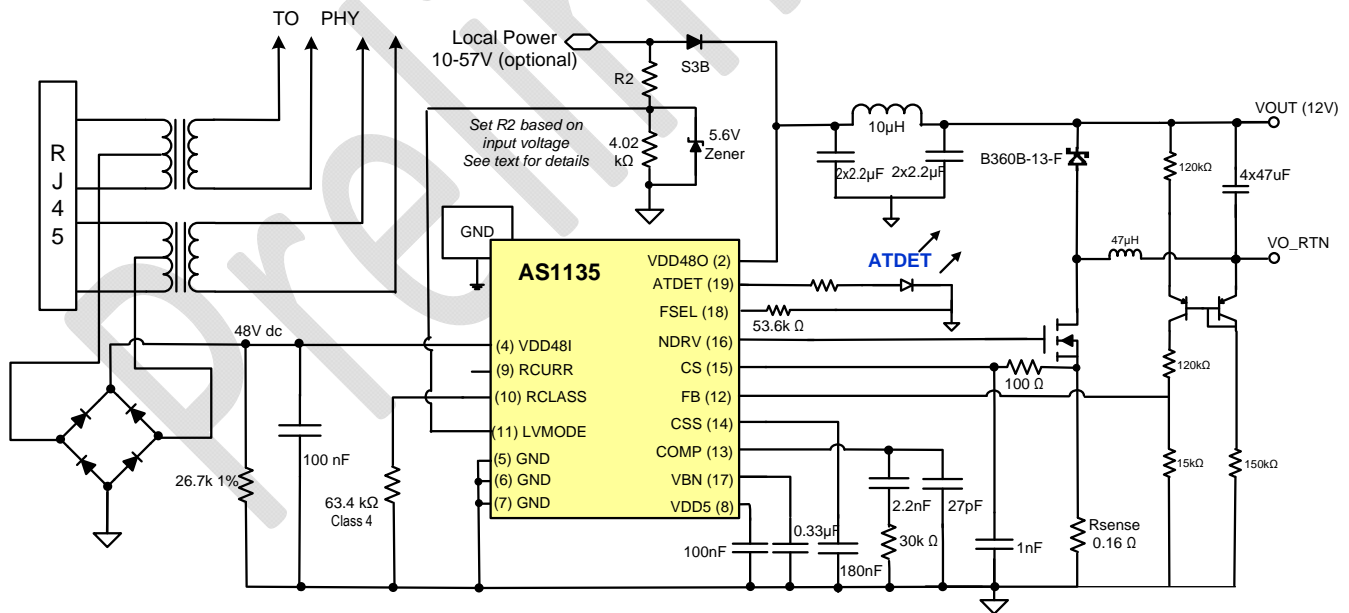 TO PHY
Local Power
10-57V (optional)
S3B
R2
Set R2 based on
input voltage
See text for details
4.02
kΩ
5.6V
Zener
10µH
2x2.2µF
2x2.2µF
B360B-13-F
120kΩ
4x47uF
VOUT (12V)
47µH
VO_RTN
RJ45
GND
AS1135
VDD48O (2)
ATDET (19)
FSEL (18)
NDRV (16)
CS (15)
FB (12)
CSS (14)
COMP (13)
VBN (17)
VDD5 (8)
(4) VDD48I
(9) RCURR
(10) RCLASS
(11) LVMODE
(5) GND
(6) GND
(7) GND
ATDET
53.6k Ω
100 Ω
120kΩ
48V dc
100 nF
26.7k 1%
63.4 kΩ
Class 4
100nF
0.33µF
180nF
2.2nF
27pF
30k Ω
1nF
Rsense
0.16 Ω
15kΩ
150kΩ
Prelim